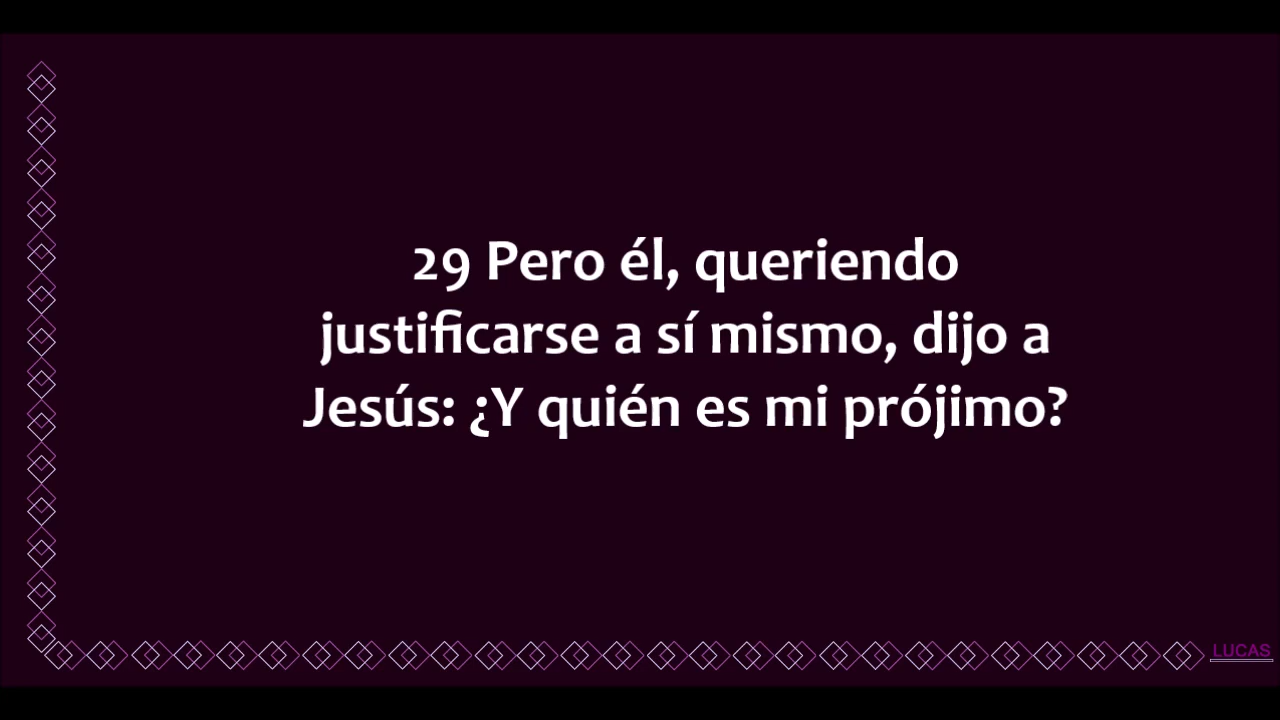 29 Pero él, queriendo
justificarse a sí mismo, dijo a
Jesús: ¿Y quién es mi prójimo?
LUCAS